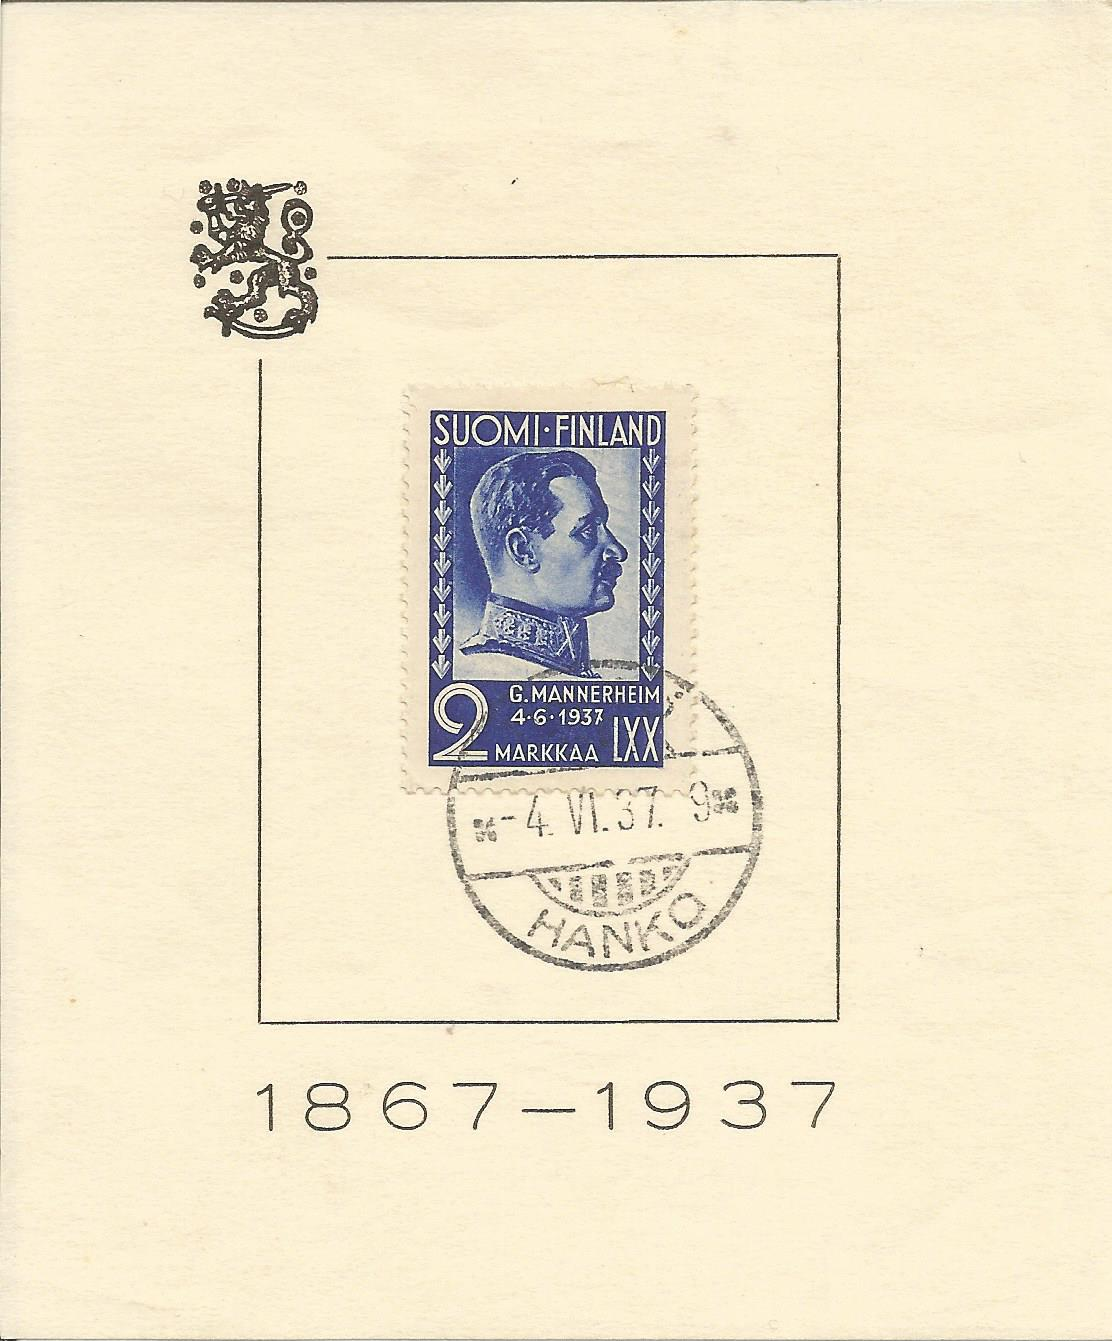 SUOMI·FINLAND
G.MANNERHEIM
4·6·1937
2 MARKKAA LXX
-4. VI. 37. 9
HANKO
1867–1937